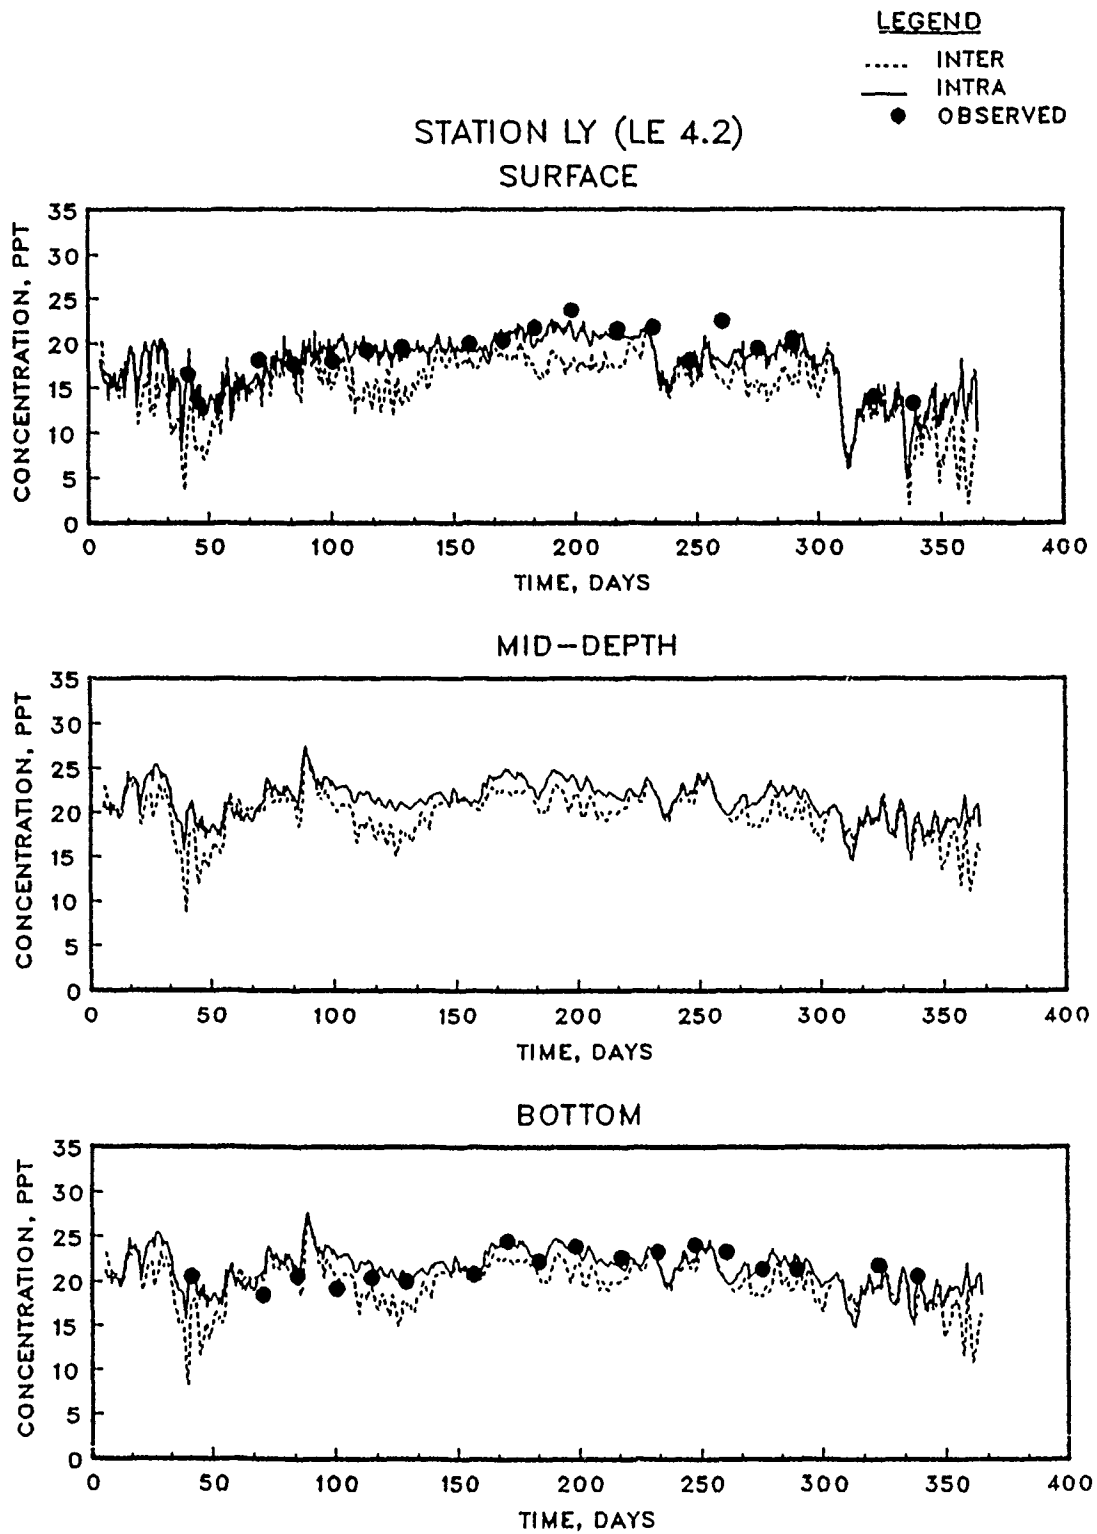 LEGEND
INTER
INTRA
OBSERVED
STATION LY (LE 4.2)
SURFACE
CONCENTRATION, PPT
35
30
25
20
15
10
5
0
0 50 100 150 200 250 300 350 400
TIME, DAYS
MID-DEPTH
CONCENTRATION, PPT
35
30
25
20
15
10
5
0
0 50 100 150 200 250 300 350 400
TIME, DAYS
BOTTOM
CONCENTRATION, PPT
35
30
25
20
15
10
5
0
0 50 100 150 200 250 300 350 400
TIME, DAYS